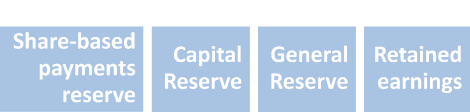 Share-based
payments
reserve
Capital
Reserve
General
Reserve
Retained
earnings